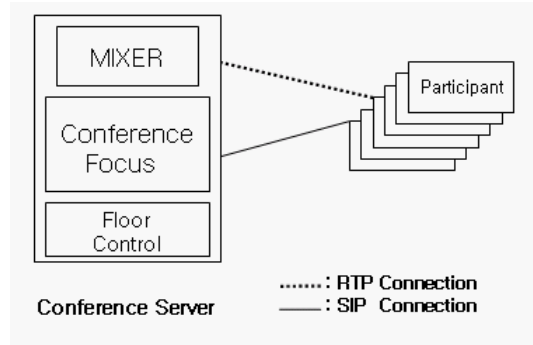 MIXER
Conference
Focus
Floor
Control
Participant
Conference Server
........: RTP Connection
——: SIP Connection